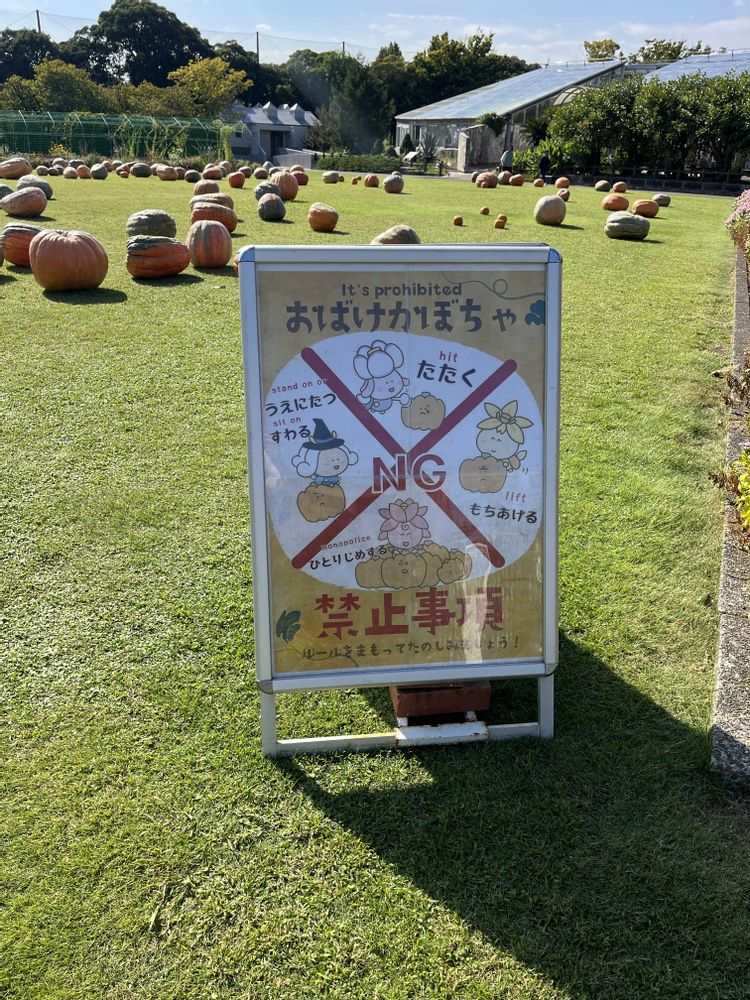 It's prohibited
おばけかぼちゃ
hit
たたく
stand on or
うえにたつ
sit on
すわる
NG
lift
もちあげる
monopolize
ひとりじめする
禁止事項
ルールをまもってたのしみましょう!